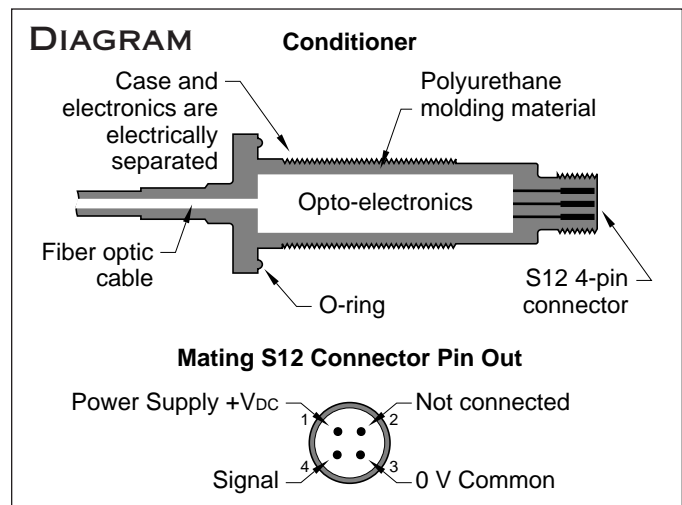 DIAGRAM
Conditioner
Case and
electronics are
electrically
separated
Polyurethane
molding material
Opto-electronics
Fiber optic
cable
O-ring
S12 4-pin
connector
Mating S12 Connector Pin Out
Power Supply +VDC
1
2
Not connected
Signal
4
3
0 V Common